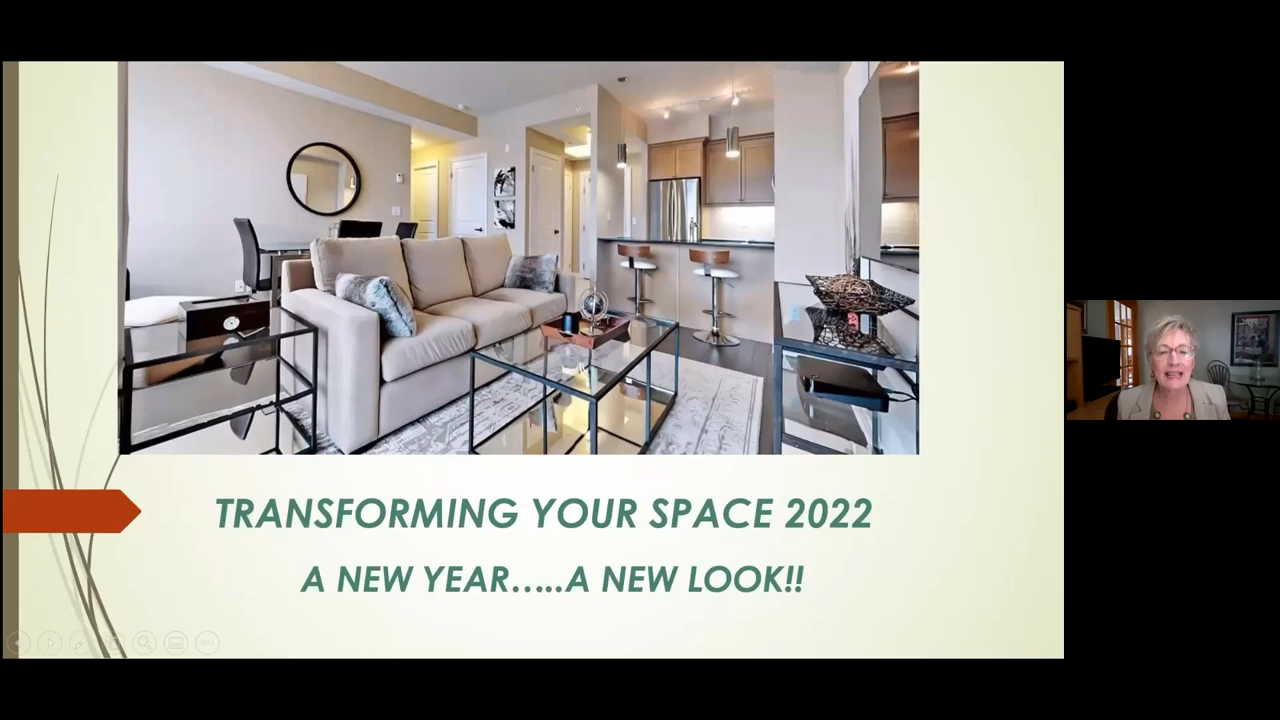 TRANSFORMING YOUR SPACE 2022
A NEW YEAR…..A NEW LOOK!!